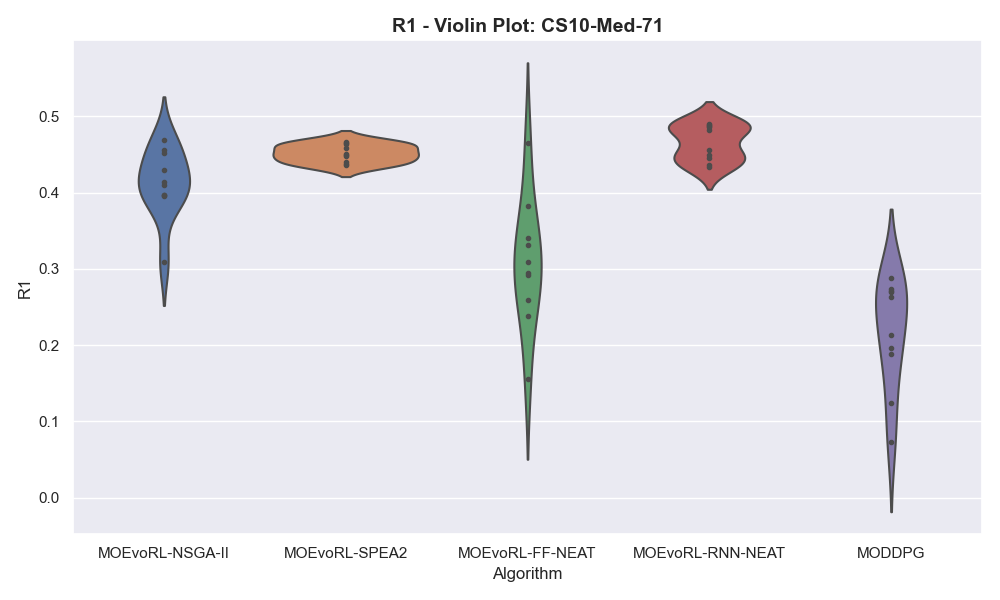 R1 - Violin Plot: CS10-Med-71
R1
0.5
0.4
0.3
0.2
0.1
0.0
MOEvoRL-NSGA-II MOEvoRL-SPEA2 MOEvoRL-FF-NEAT MOEvoRL-RNN-NEAT MODDPG
Algorithm